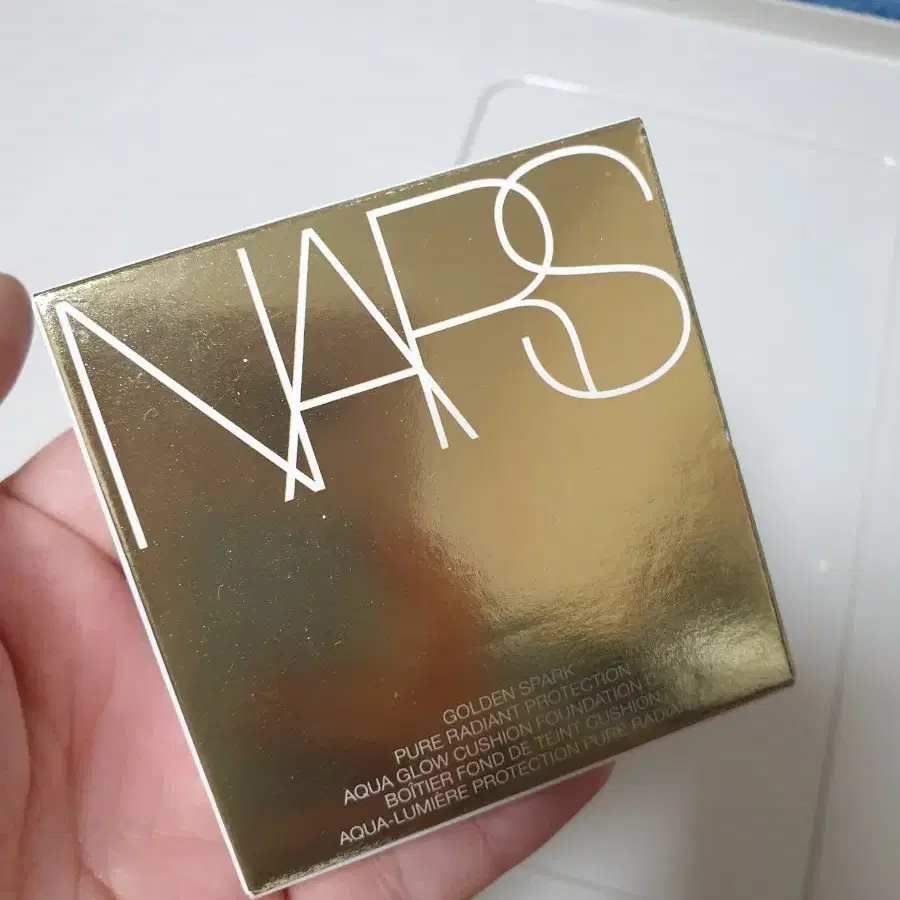 NARS
GOLDEN SPARK
PURE RADIANT PROTECTION
AQUA GLOW CUSHION FOUNDATION
BOÎTIER FOND DE TEINT CUSHION
AQUA-LUMIÈRE PROTECTION PURE